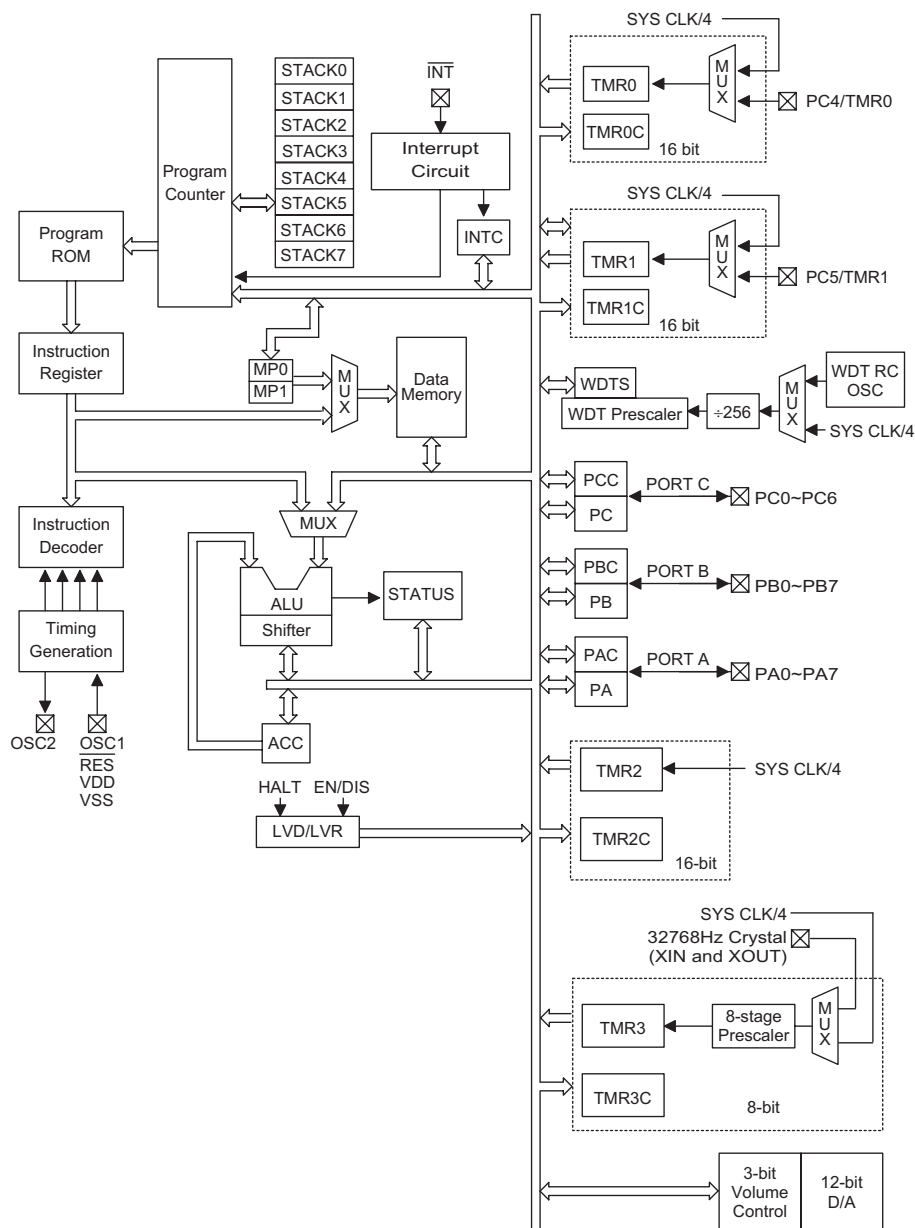 SYS CLK/4
STACK0
STACK1
STACK2
STACK3
STACK4
STACK5
STACK6
STACK7
INT
Interrupt
Circuit
INTC
Program
Counter
Program
ROM
Instruction
Register
MP0
MP1
MUX
Data
Memory
MUX
Instruction
Decoder
ALU
Shifter
STATUS
Timing
Generation
OSC2
OSC1
RES
VDD
VSS
ACC
HALT
EN/DIS
LVD/LVR
TMR0
MUX
PC4/TMR0
TMR0C
16 bit
SYS CLK/4
TMR1
MUX
PC5/TMR1
TMR1C
16 bit
WDTS
WDT Prescaler
÷256
MUX
WDT RC
OSC
SYS CLK/4
PCC
PC
PORT C
PC0~PC6
PBC
PB
PORT B
PB0~PB7
PAC
PA
PORT A
PA0~PA7
TMR2
SYS CLK/4
TMR2C
16-bit
SYS CLK/4
32768Hz Crystal
(XIN and XOUT)
TMR3
8-stage
Prescaler
MUX
TMR3C
8-bit
3-bit
Volume
Control
12-bit
D/A